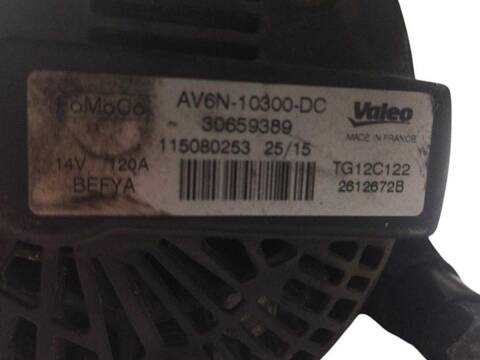 FoMoCo AV6N-10300-DC Valeo
30659389 MADE IN FRANCE
115080253 25/15
14V 120A TG12C122
BEFYA 2612672B